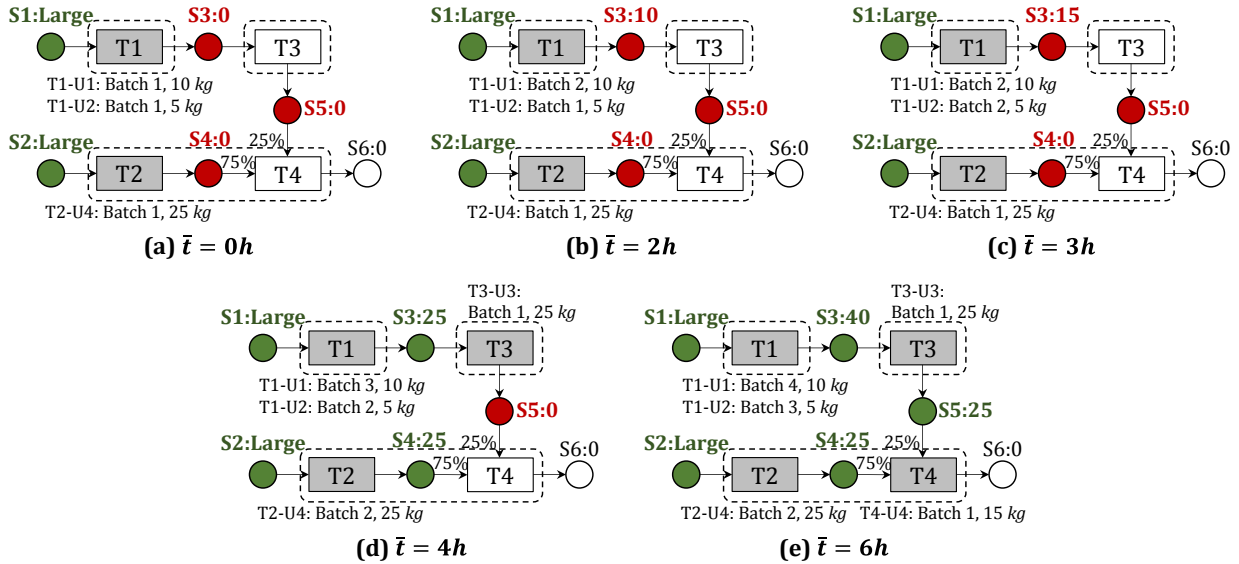 S1:Large
S3:0
T1
T3
T1-U1: Batch 1, 10 kg
T1-U2: Batch 1, 5 kg
S5:0
S2:Large
S4:0
25%
75%
S6:0
T2
T4
T2-U4: Batch 1, 25 kg
(a) t̄ = 0h
S1:Large
S3:10
T1
T3
T1-U1: Batch 2, 10 kg
T1-U2: Batch 1, 5 kg
S5:0
S2:Large
S4:0
25%
75%
S6:0
T2
T4
T2-U4: Batch 1, 25 kg
(b) t̄ = 2h
S1:Large
S3:15
T1
T3
T1-U1: Batch 2, 10 kg
T1-U2: Batch 2, 5 kg
S5:0
S2:Large
S4:0
25%
75%
S6:0
T2
T4
T2-U4: Batch 1, 25 kg
(c) t̄ = 3h
T3-U3:
Batch 1, 25 kg
S1:Large
S3:25
T1
T3
T1-U1: Batch 3, 10 kg
T1-U2: Batch 2, 5 kg
S5:0
S2:Large
S4:25
25%
75%
S6:0
T2
T4
T2-U4: Batch 2, 25 kg
(d) t̄ = 4h
T3-U3:
Batch 1, 25 kg
S1:Large
S3:40
T1
T3
T1-U1: Batch 4, 10 kg
T1-U2: Batch 3, 5 kg
S5:25
S2:Large
S4:25
25%
75%
S6:0
T2
T4
T2-U4: Batch 2, 25 kg
T4-U4: Batch 1, 15 kg
(e) t̄ = 6h